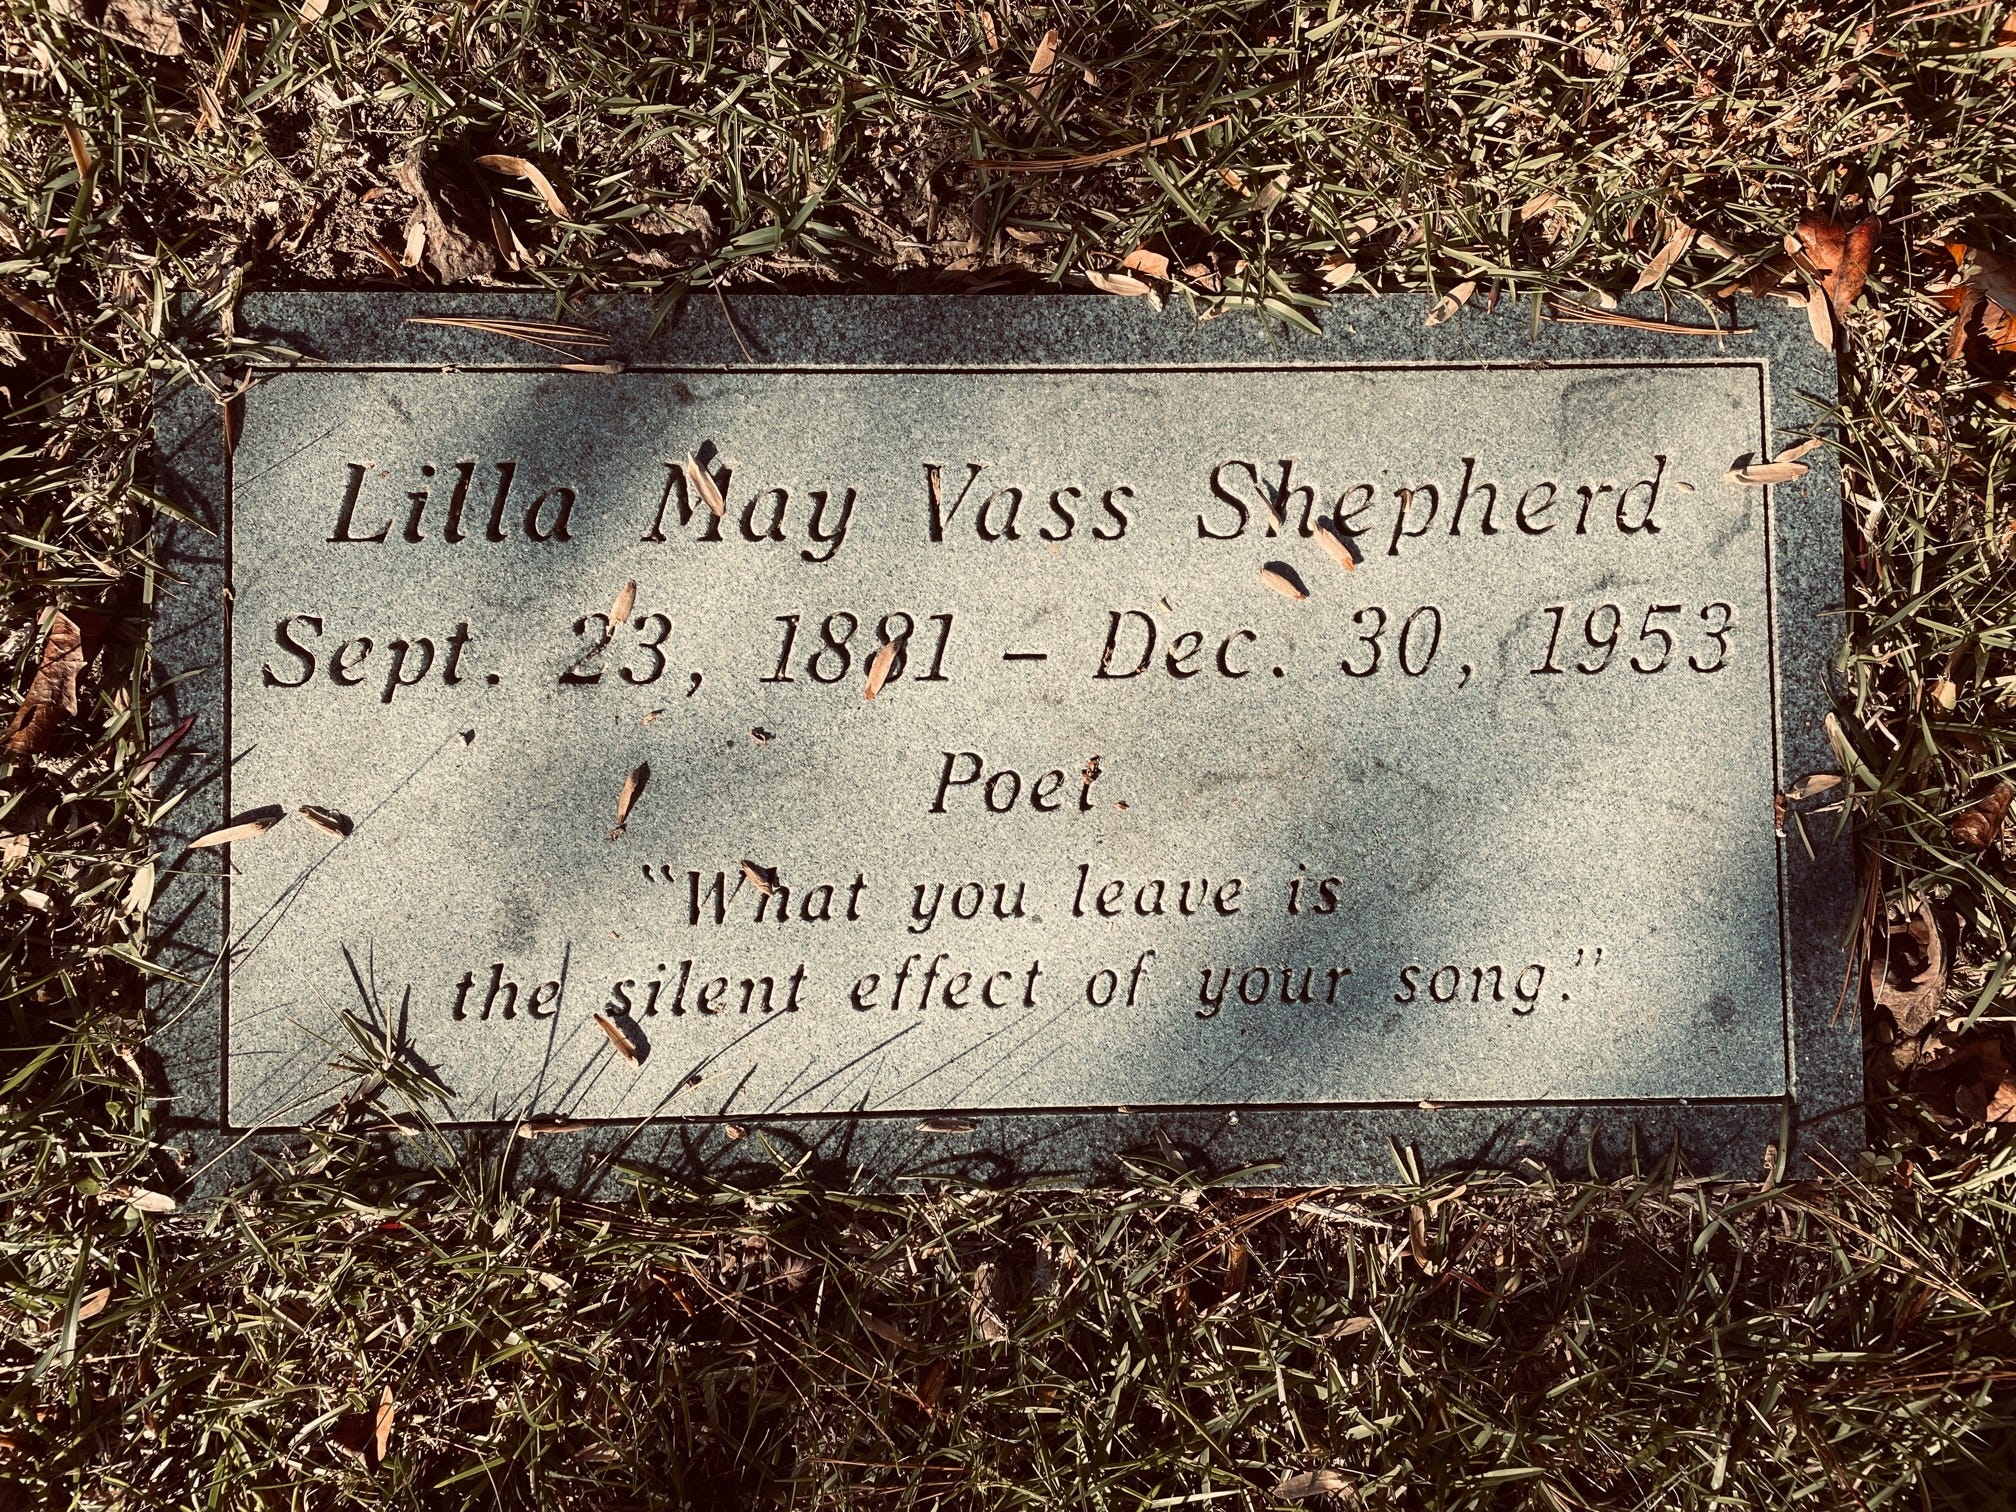 Lilla May Vass Shepherd
Sept. 23, 1881 – Dec. 30, 1953
Poet
“What you leave is
the silent effect of your song.”